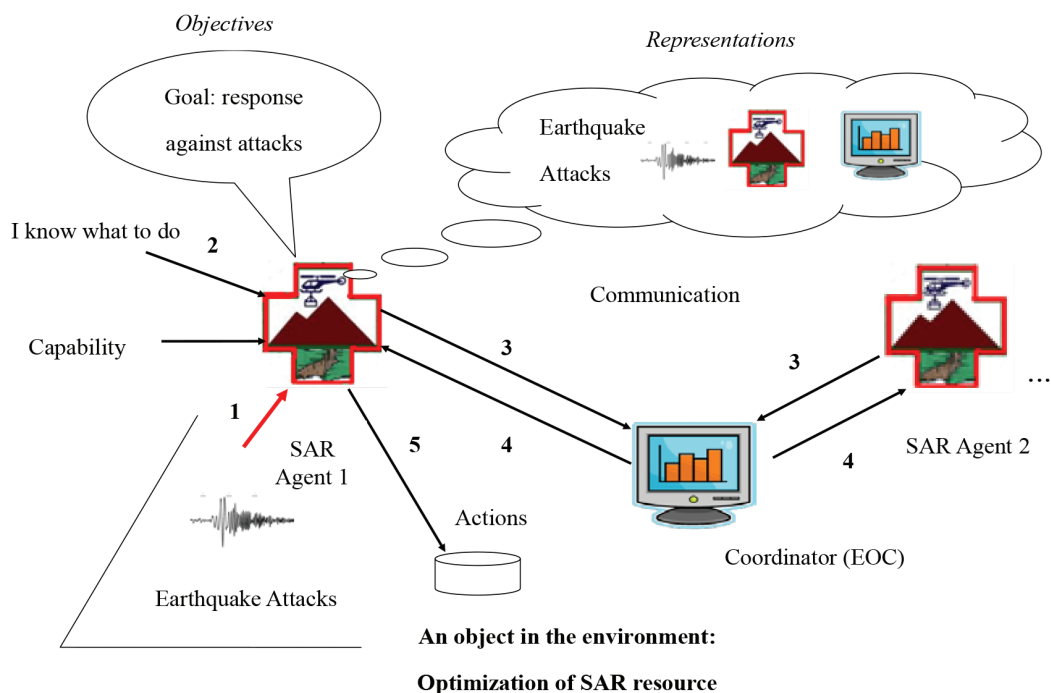 Objectives
Representations
Goal: response
against attacks
Earthquake
Attacks
I know what to do
2
Communication
Capability
3
3
1
5
4
4
...
SAR
Agent 1
SAR Agent 2
Actions
Coordinator (EOC)
Earthquake Attacks
An object in the environment:
Optimization of SAR resource